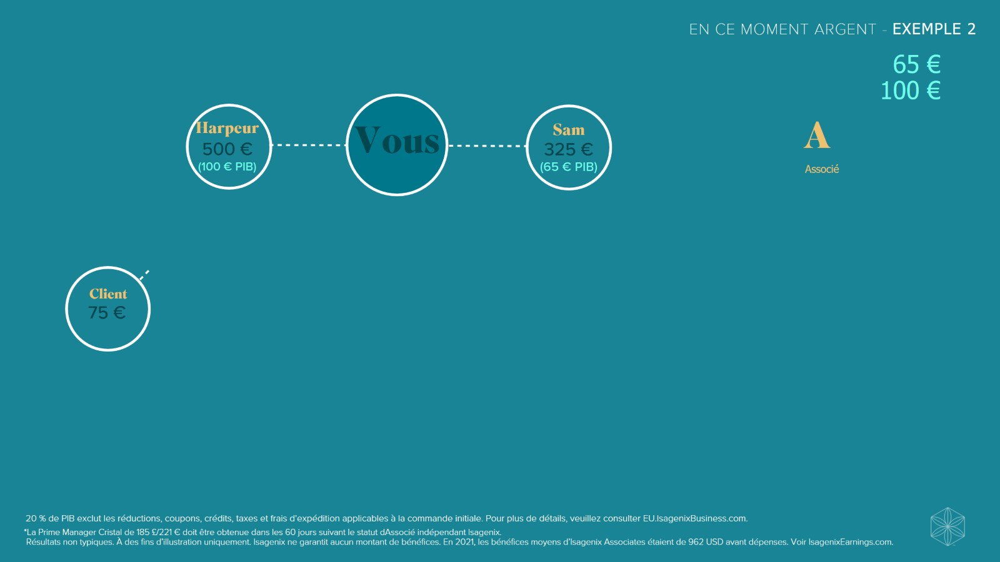 EN CE MOMENT ARGENT - EXEMPLE 2
65 €
100 €
Harpeur
500 €
(100 € PIB)
Vous
Sam
325 €
(65 € PIB)
A
Associé
Client
75 €
20 % de PIB exclut les réductions, coupons, crédits, taxes et frais d'expédition applicables à la commande initiale. Pour plus de détails, veuillez consulter EU.IsagenixBusiness.com.
*La Prime Manager Cristal de 185 £/221 € doit être obtenue dans les 60 jours suivant le statut dAssocié indépendant Isagenix.
Résultats non typiques. À des fins d'illustration uniquement. Isagenix ne garantit aucun montant de bénéfices. En 2021, les bénéfices moyens d'Isagenix Associates étaient de 962 USD avant dépenses. Voir IsagenixEarnings.com.